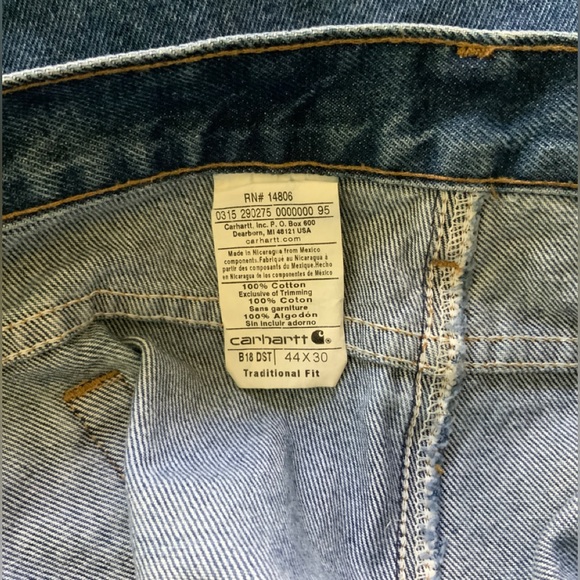 RN# 14806
0315 290275 0000000 95
Carhartt, Inc. P. O. Box 600
Dearborn, MI 48121 USA
carhartt.com
Made in Nicaragua from Mexico
components.Fabriqué au Nicaragua à
partir des composants du Mexique.Hecho
en Nicaragua de las componentes de Mexico
100% Cotton
Exclusive of Trimming
100% Coton
Sans garniture
100% Algodón
Sin incluir adorno
carhartt
B18 DST 44X30
Traditional Fit